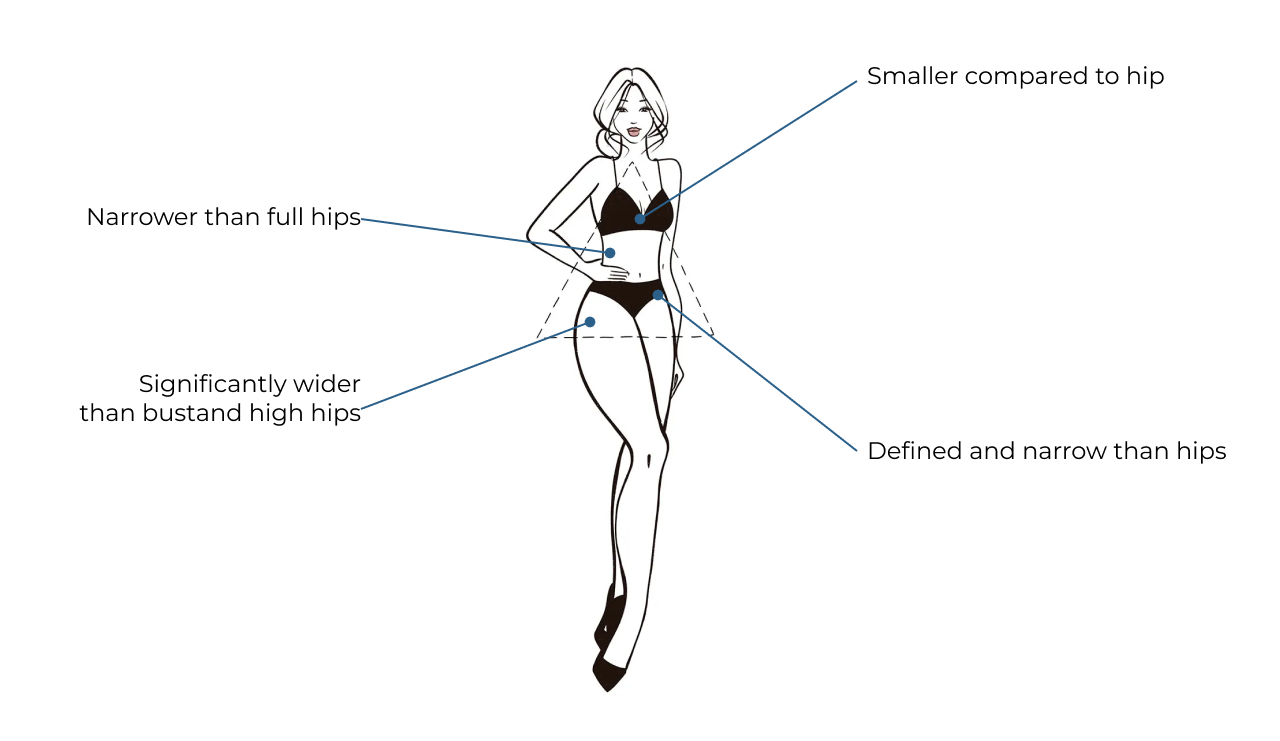 Smaller compared to hip
Narrower than full hips
Significantly wider
than bustand high hips
Defined and narrow than hips